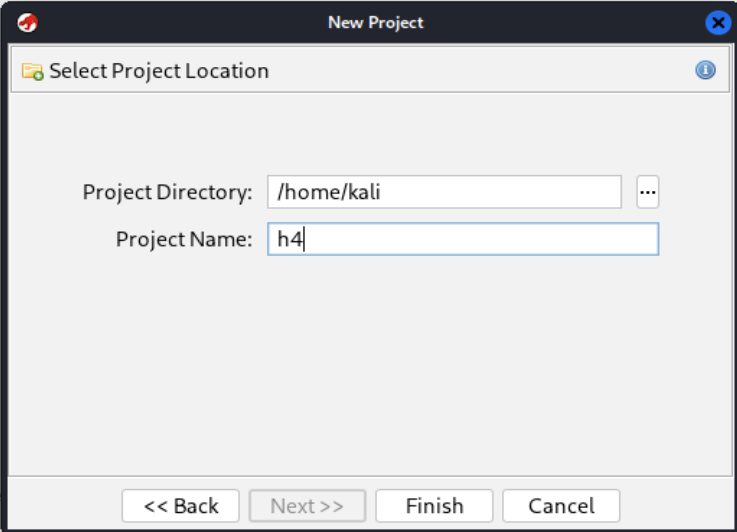 New Project
Select Project Location
Project Directory: /home/kali ...
Project Name: h4
<< Back Next >> Finish Cancel